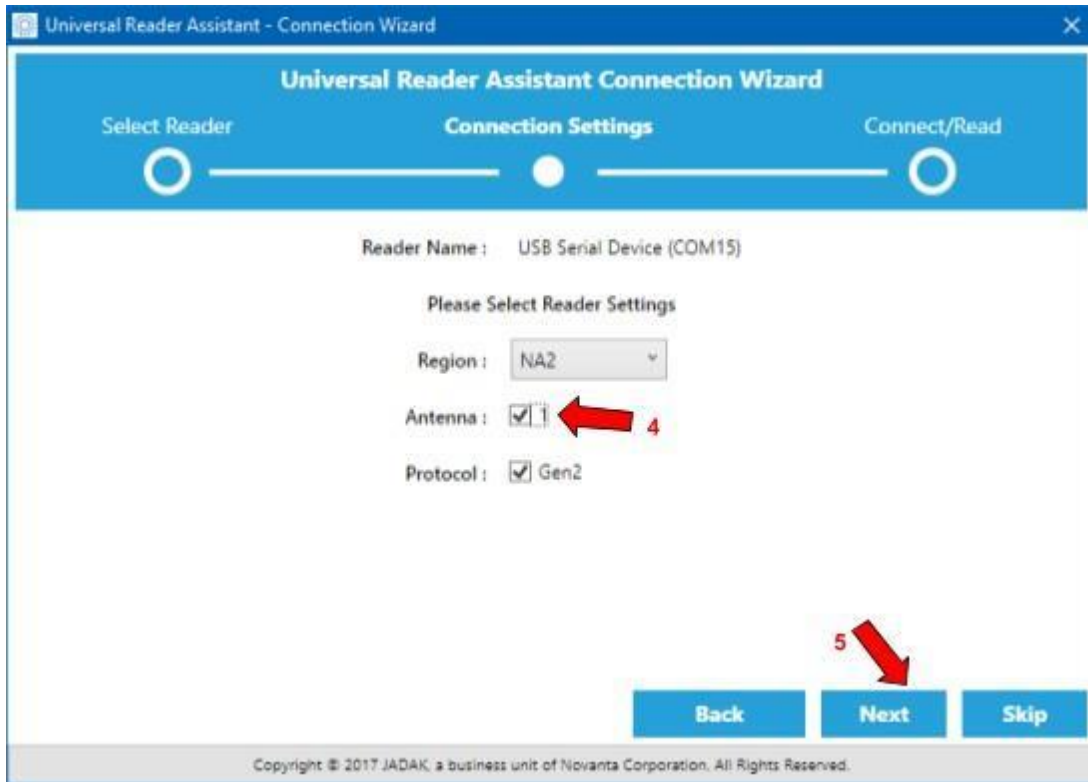 Universal Reader Assistant - Connection Wizard
Universal Reader Assistant Connection Wizard
Select Reader Connection Settings Connect/Read
Reader Name : USB Serial Device (COM15)
Please Select Reader Settings
Region : NA2
Antenna : 1 4
Protocol : Gen2
5
Back Next Skip
Copyright © 2017 JADAK, a business unit of Novanta Corporation. All Rights Reserved.